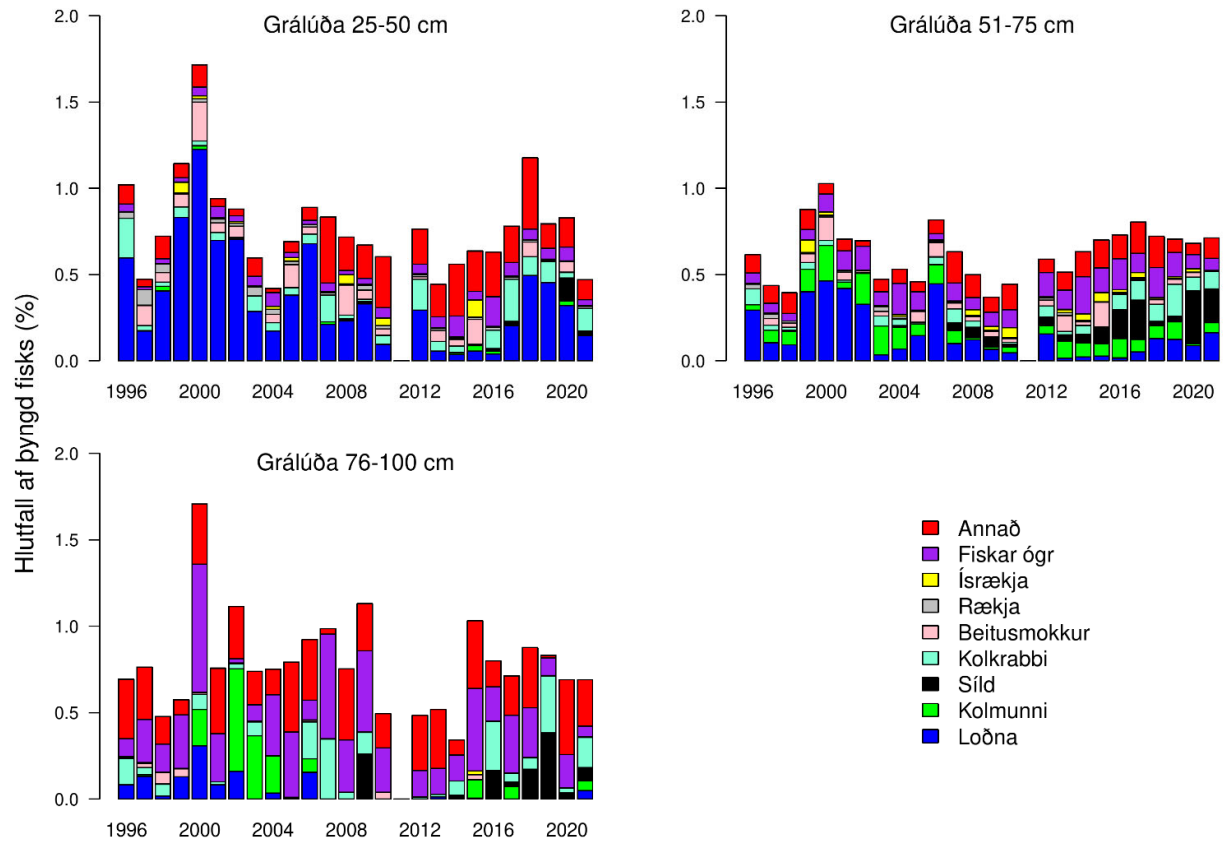 Grálúða 25-50 cm
2.0
1.5
1.0
0.5
0.0
1996 2000 2004 2008 2012 2016 2020
Grálúða 51-75 cm
2.0
1.5
1.0
0.5
0.0
1996 2000 2004 2008 2012 2016 2020
Grálúða 76-100 cm
2.0
1.5
1.0
0.5
0.0
1996 2000 2004 2008 2012 2016 2020
Hlutfall af þyngd fisks (%)
Annað
Fiskar ógr
Ísrækja
Rækja
Beitusmokkur
Kolkrabbi
Síld
Kolmunni
Loðna